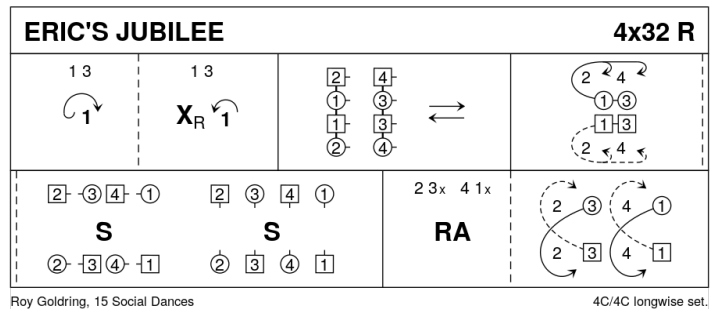 ERIC'S JUBILEE 4x32 R
1 3 1 3
1 XR 1
2 4
1 3
1 3
2 4
2 4
1 3
1 3
2 4
2 3 4 1 2 3 4 1
S S
2 3 4 1 2 3 4 1
2 3x 4 1x
RA
2 3 4 1
2 3 4 1
Roy Goldring, 15 Social Dances 4C/4C longwise set.